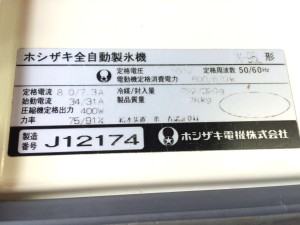 ホシザキ全自動製氷機 形
定格電圧 定格周波数 50/60Hz
電動機定格消費電力
定格電流 8.0/7.3A 冷媒/封入量
始動電流 34/31A 製品質量
圧縮機定格出力 400W
力率 75/91%
製造番号 J12174 ホシザキ電機株式会社